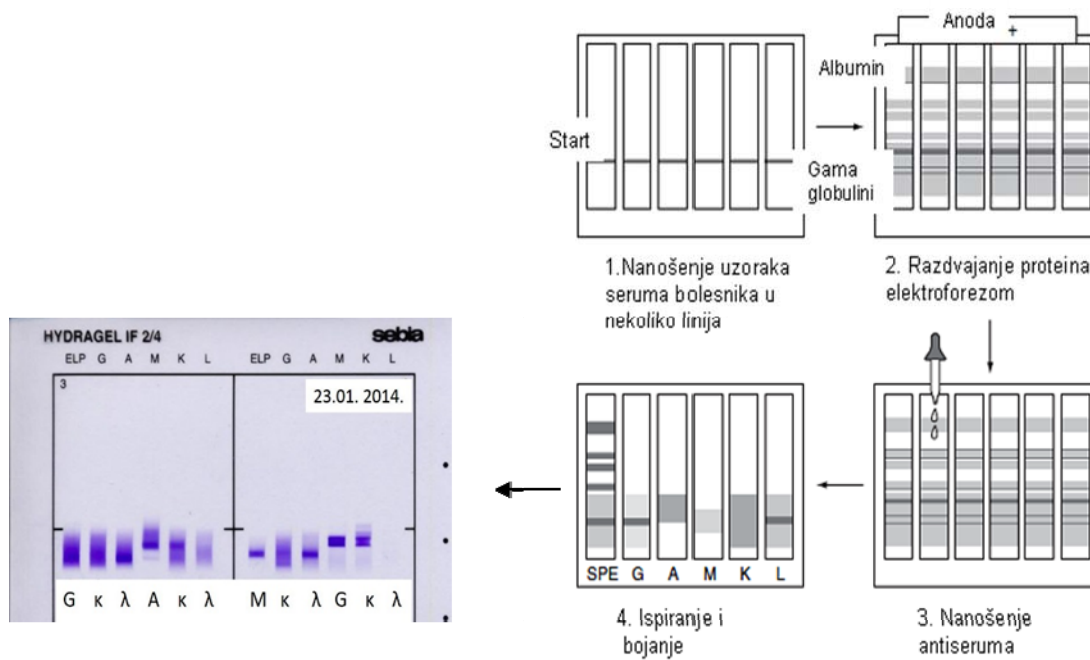 HYDRAGEL IF 2/4
sebia
ELP G A M K L
ELP G A M K L
3
23.01. 2014.
G κ λ A κ λ
M κ λ G κ λ
Start
1.Nanošenje uzoraka
seruma bolesnika u
nekoliko linija
Anoda +
Albumin
Gama
globulini
2. Razdvajanje proteina
elektroforezom
3. Nanošenje
antiseruma
SPE G A M K L
4. Ispiranje i
bojanje